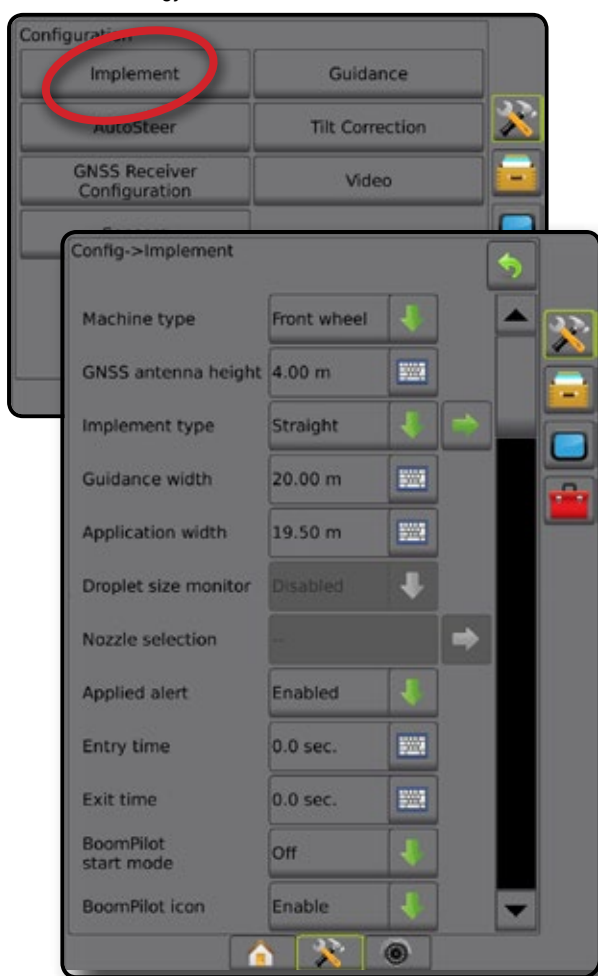 Configuration
Implement Guidance
AutoSteer Tilt Correction
GNSS Receiver
Configuration
Video
Config->Implement
Machine type Front wheel
GNSS antenna height 4.00 m
Implement type Straight
Guidance width 20.00 m
Application width 19.50 m
Droplet size monitor Disabled
Nozzle selection --
Applied alert Enabled
Entry time 0.0 sec.
Exit time 0.0 sec.
BoomPilot
start mode
Off
BoomPilot icon Enable